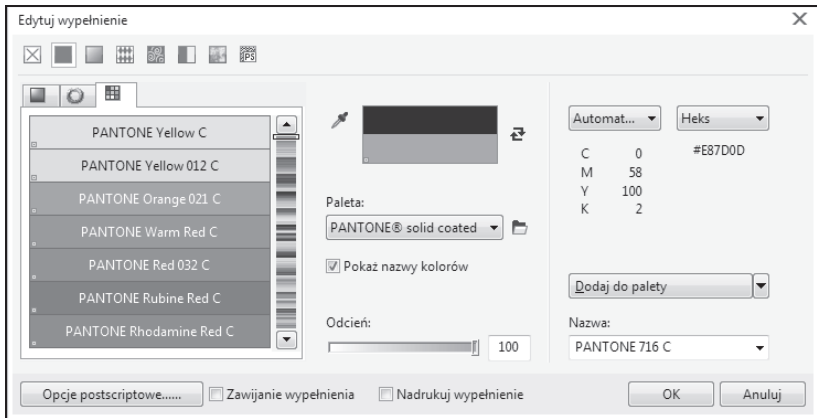 Edytuj wypełnienie
PS
PANTONE Yellow C
PANTONE Yellow 012 C
PANTONE Orange 021 C
PANTONE Warm Red C
PANTONE Red 032 C
PANTONE Rubine Red C
PANTONE Rhodamine Red C
Paleta:
PANTONE® solid coated
Pokaż nazwy kolorów
Odcień:
100
Automat...
Heks
C 0
#E87D0D
M 58
Y 100
K 2
Dodaj do palety
Nazwa:
PANTONE 716 C
Opcje postscriptowe......
Zawijanie wypełnienia
Nadrukuj wypełnienie
OK
Anuluj